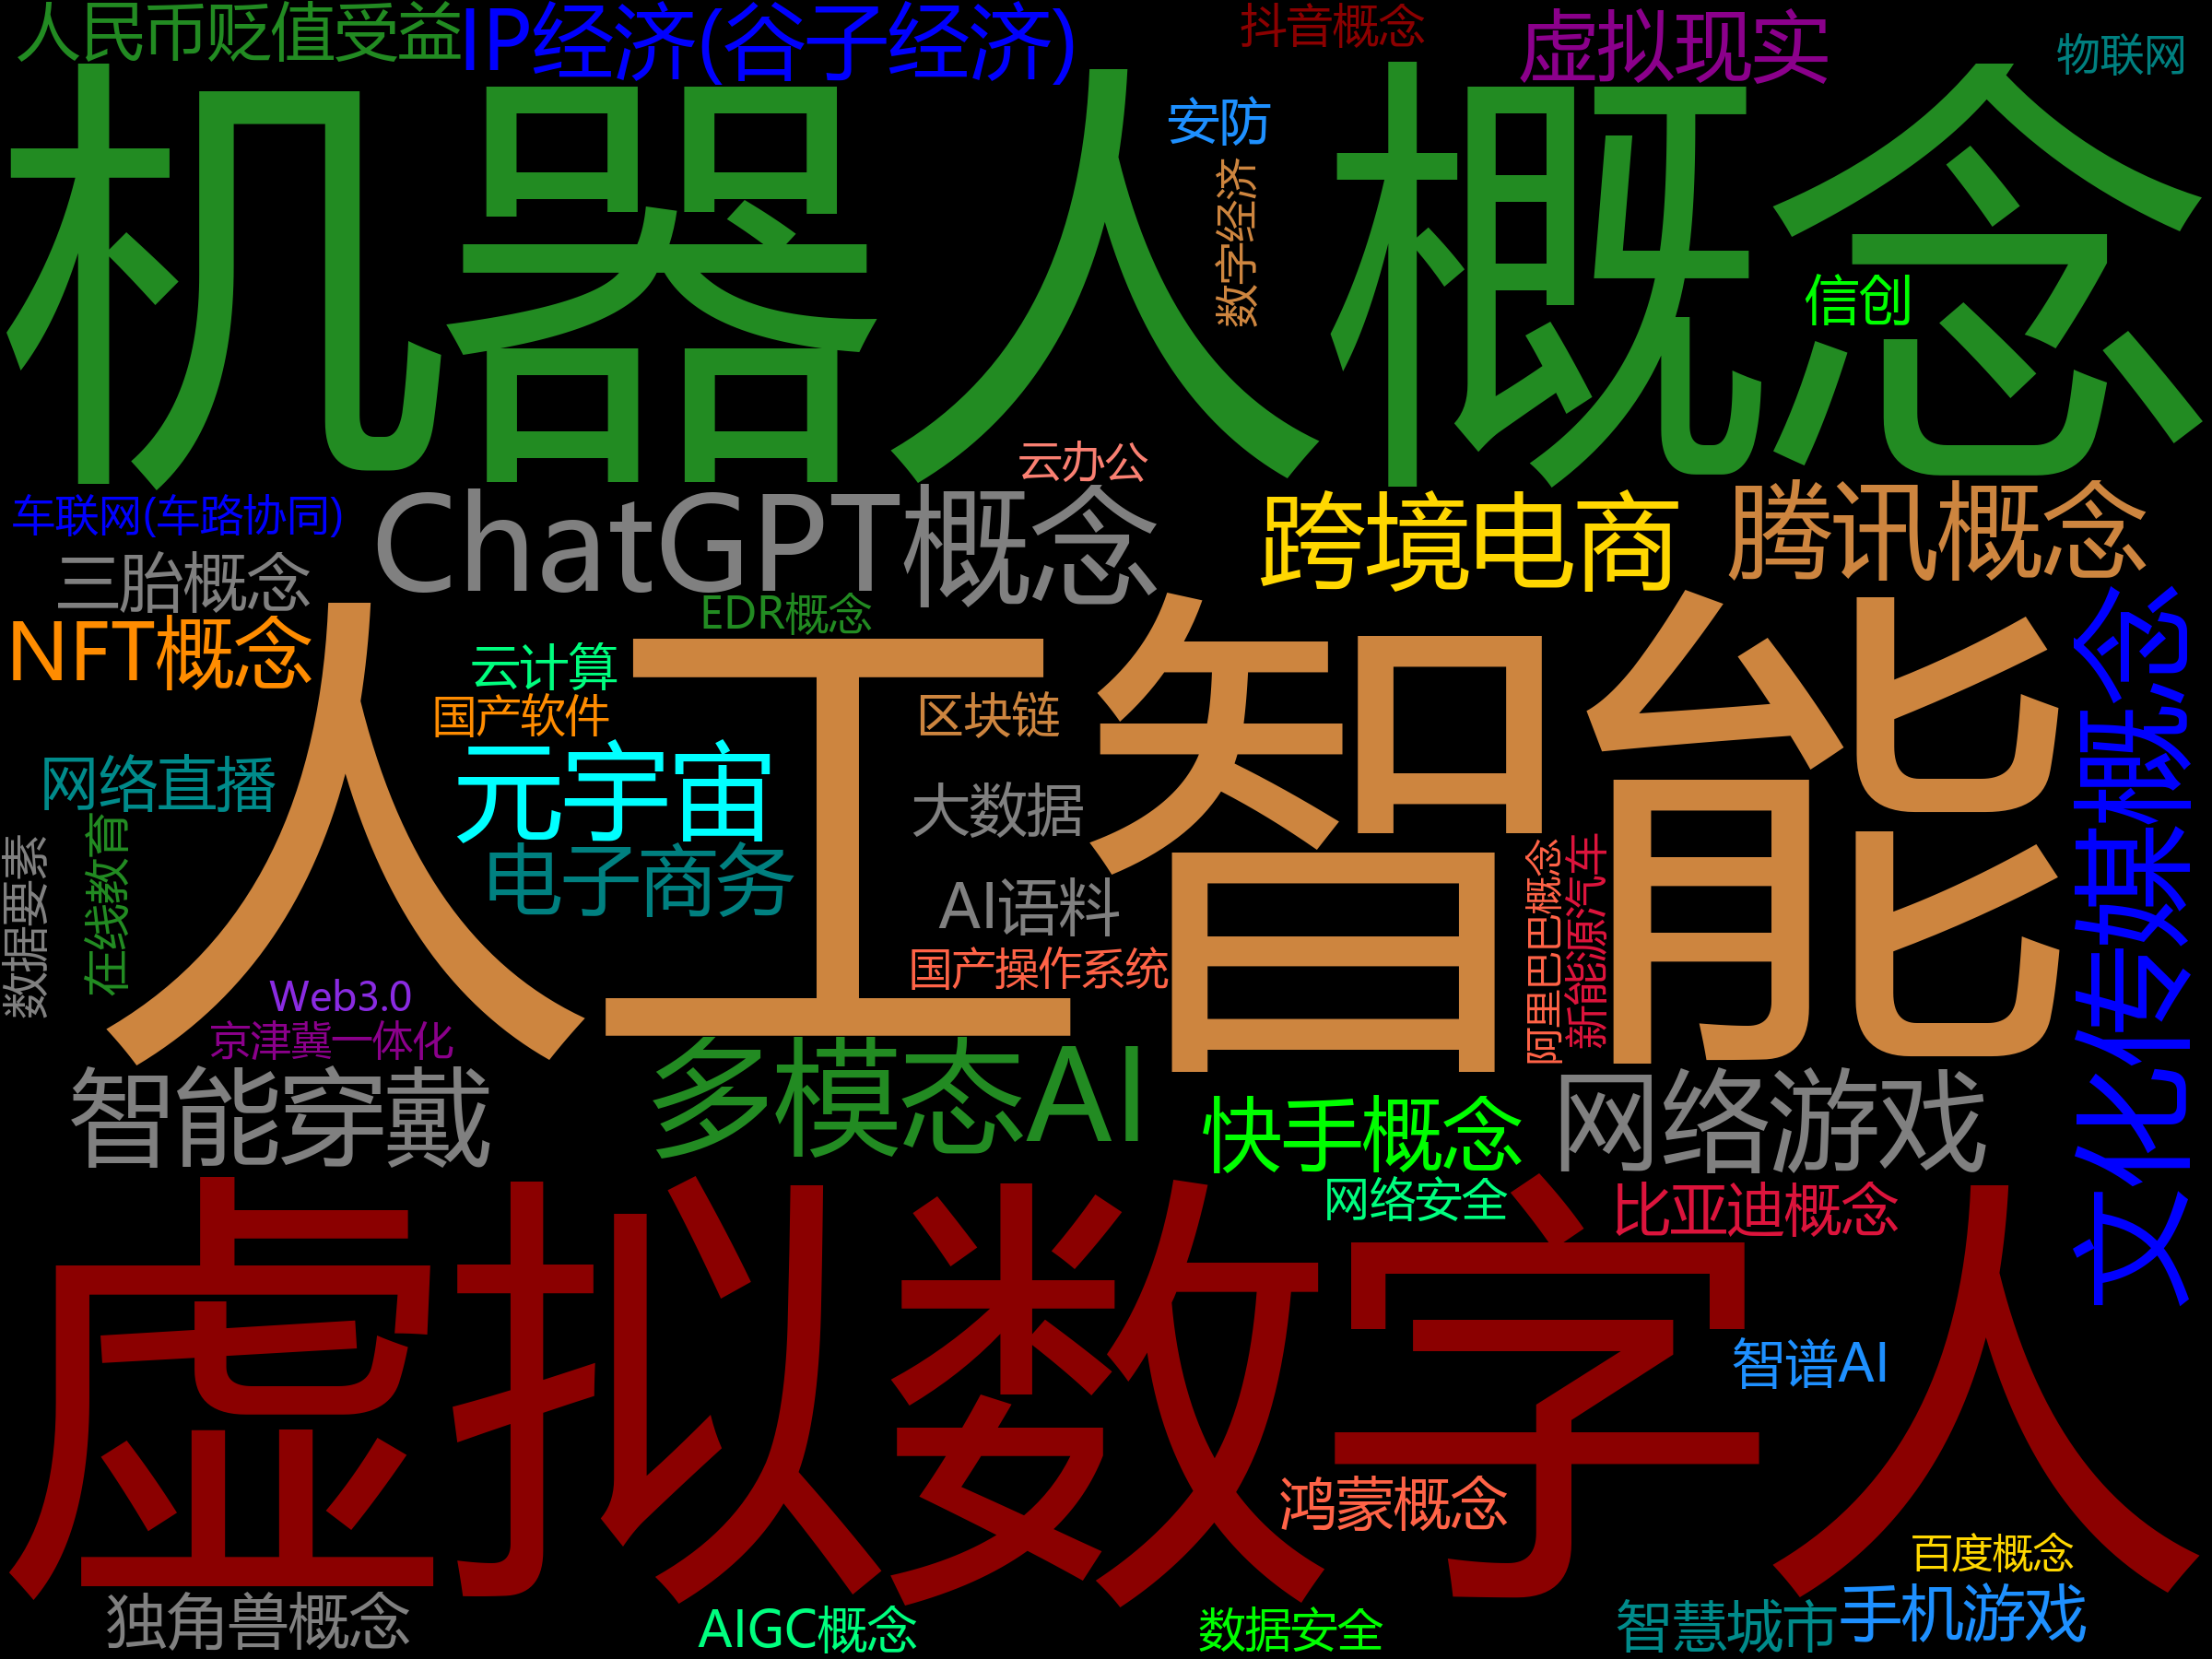 人民币贬值受益
IP经济(谷子经济)
抖音概念
虚拟现实
物联网
机器人概念
安防
数字经济
信创
云办公
车联网(车路协同)
ChatGPT概念
跨境电商
腾讯概念
三胎概念
EDR概念
NFT概念
云计算
国产软件
区块链
人工智能
文化传媒概念
元宇宙
网络直播
大数据
电子商务
数据要素
在线教育
AI语料
阿里巴巴概念
新能源汽车
国产操作系统
Web3.0
京津冀一体化
智能穿戴
多模态AI
快手概念
网络游戏
网络安全
比亚迪概念
虚拟数字人
智谱AI
鸿蒙概念
百度概念
独角兽概念
AIGC概念
数据安全
智慧城市
手机游戏